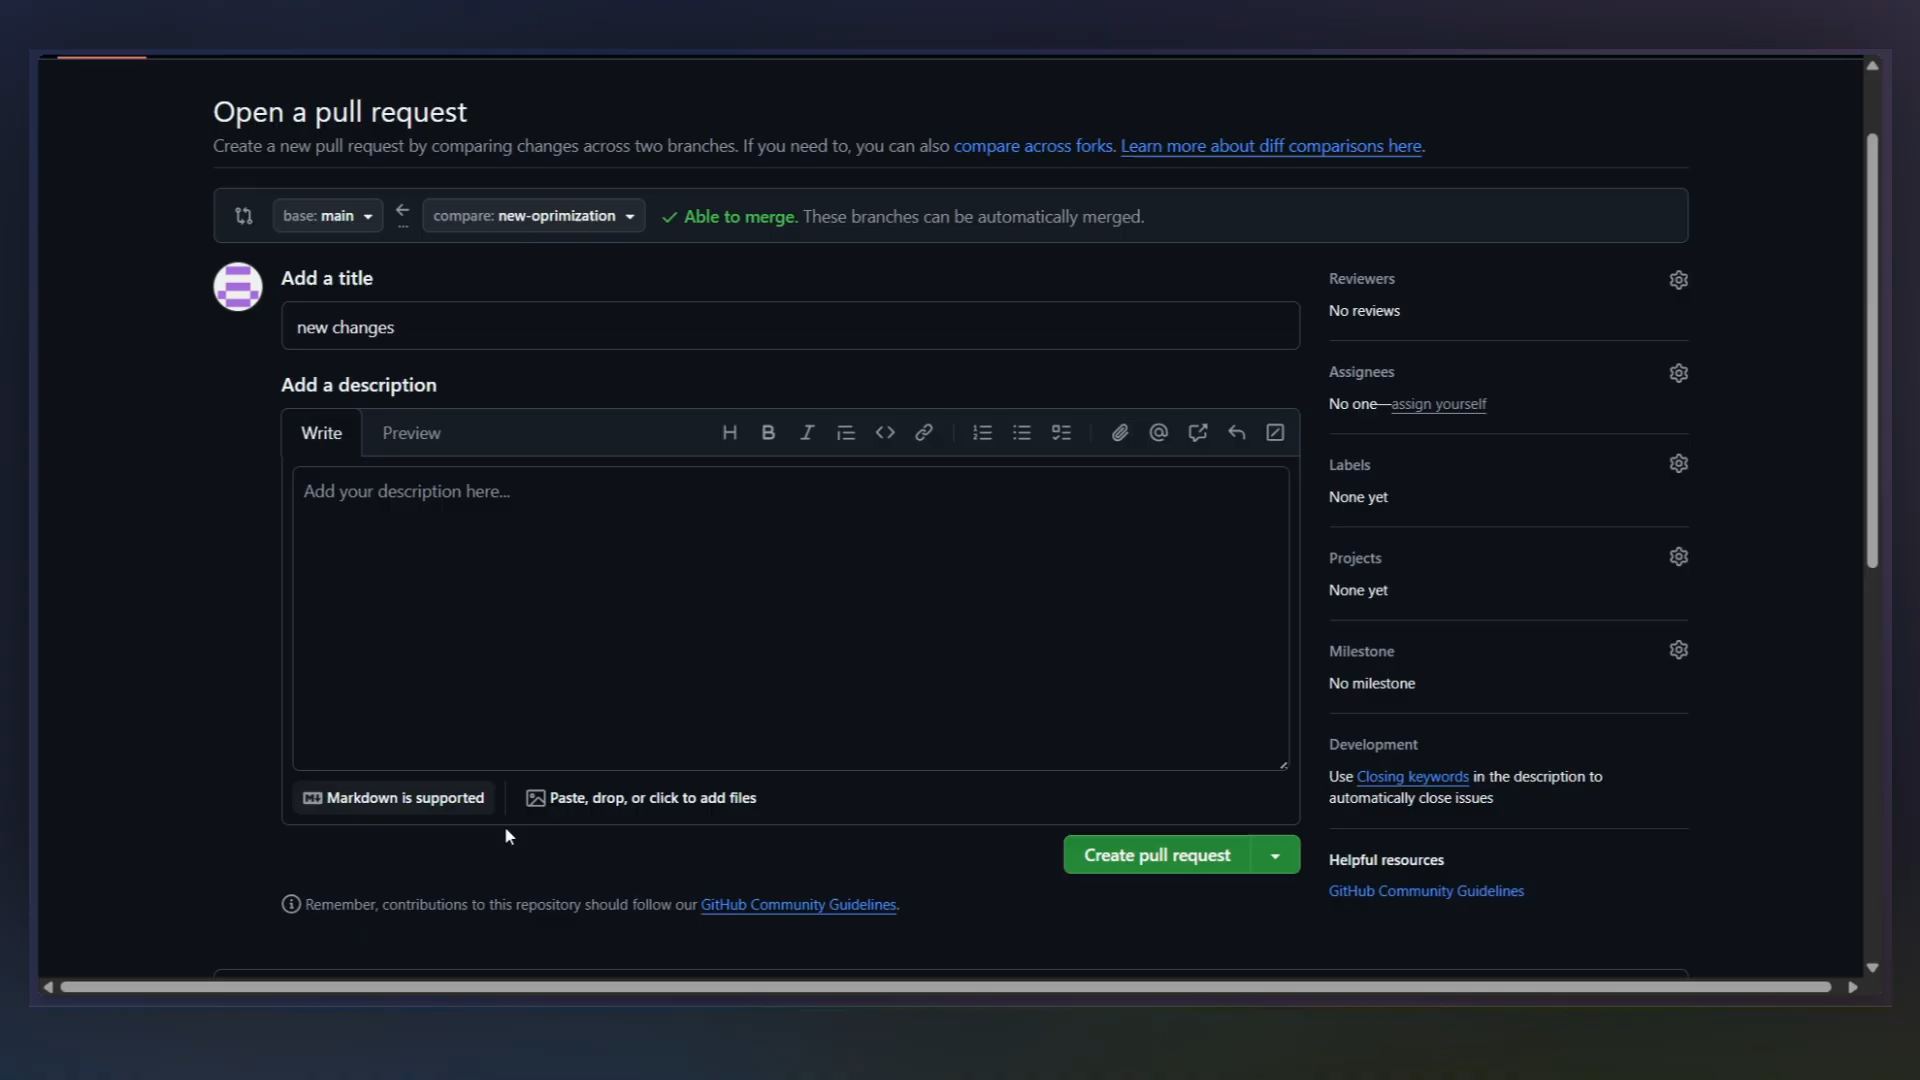 Open a pull request
Create a new pull request by comparing changes across two branches. If you need to, you can also compare across forks. Learn more about diff comparisons here.
base: main
compare: new-oprimization
Able to merge. These branches can be automatically merged.
Add a title
new changes
Add a description
Write
Preview
Add your description here...
Markdown is supported
Paste, drop, or click to add files
Create pull request
Remember, contributions to this repository should follow our GitHub Community Guidelines.
Reviewers
No reviews
Assignees
No one—assign yourself
Labels
None yet
Projects
None yet
Milestone
No milestone
Development
Use Closing keywords in the description to
automatically close issues
Helpful resources
GitHub Community Guidelines